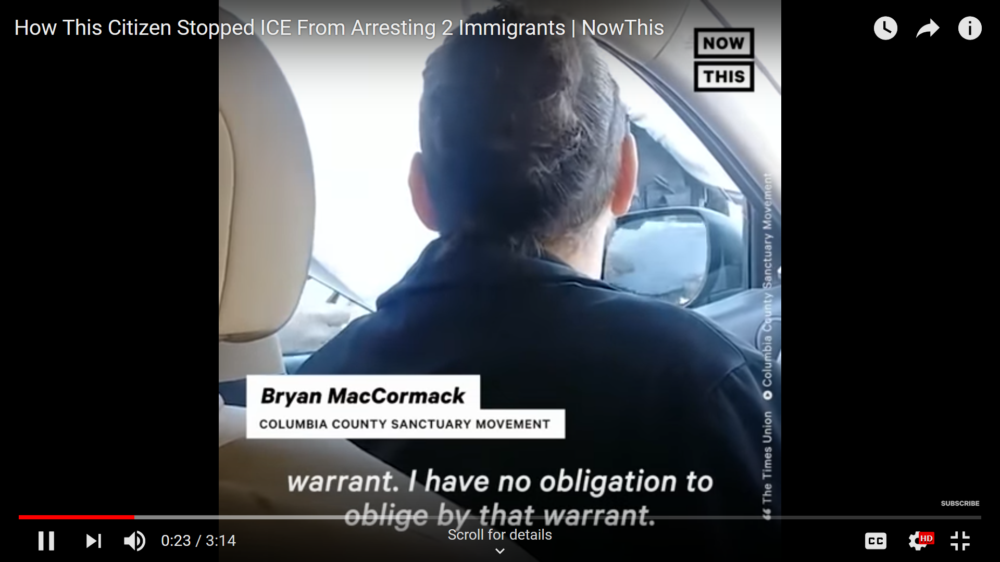 How This Citizen Stopped ICE From Arresting 2 Immigrants | NowThis
NOW
THIS
Bryan MacCormack
COLUMBIA COUNTY SANCTUARY MOVEMENT
warrant. I have no obligation to
oblige by that warrant.
The Times Union Columbia County Sanctuary Movement
SUBSCRIBE
0:23 / 3:14
Scroll for details
CC
HD